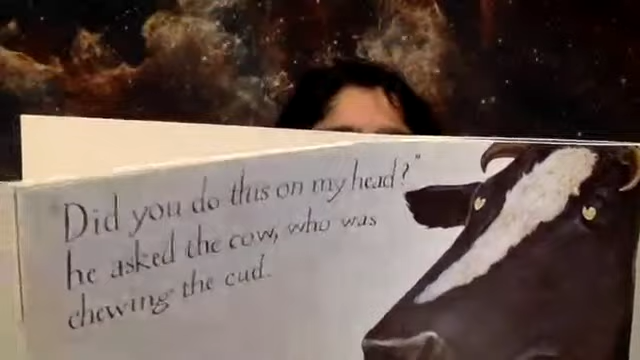 "Did you do this on my head?"
he asked the cow, who was
chewing the cud.